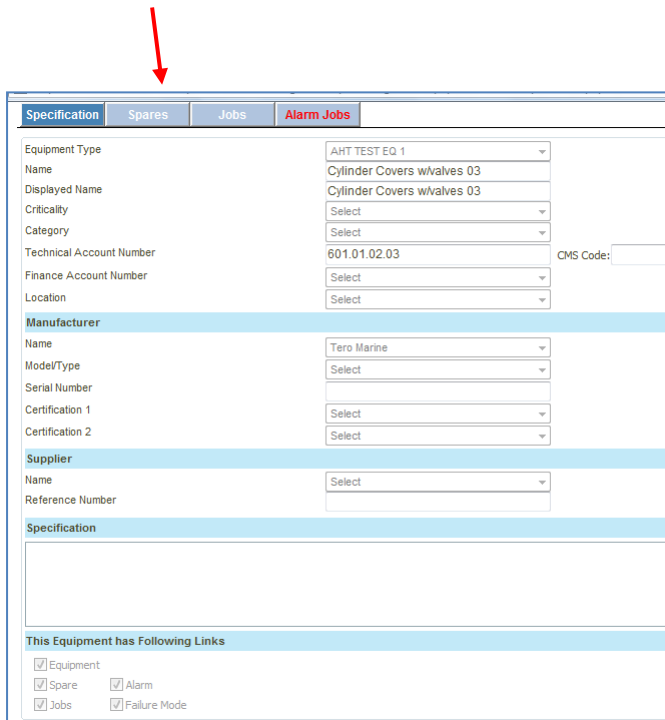 Specification Spares Jobs Alarm Jobs
Equipment Type AHT TEST EQ 1
Name Cylinder Covers w/valves 03
Displayed Name Cylinder Covers w/valves 03
Criticality Select
Category Select
Technical Account Number 601.01.02.03 CMS Code:
Finance Account Number Select
Location Select
Manufacturer
Name Tero Marine
Model/Type Select
Serial Number
Certification 1 Select
Certification 2 Select
Supplier
Name Select
Reference Number
Specification
This Equipment has Following Links
Equipment
Spare Alarm
Jobs Failure Mode